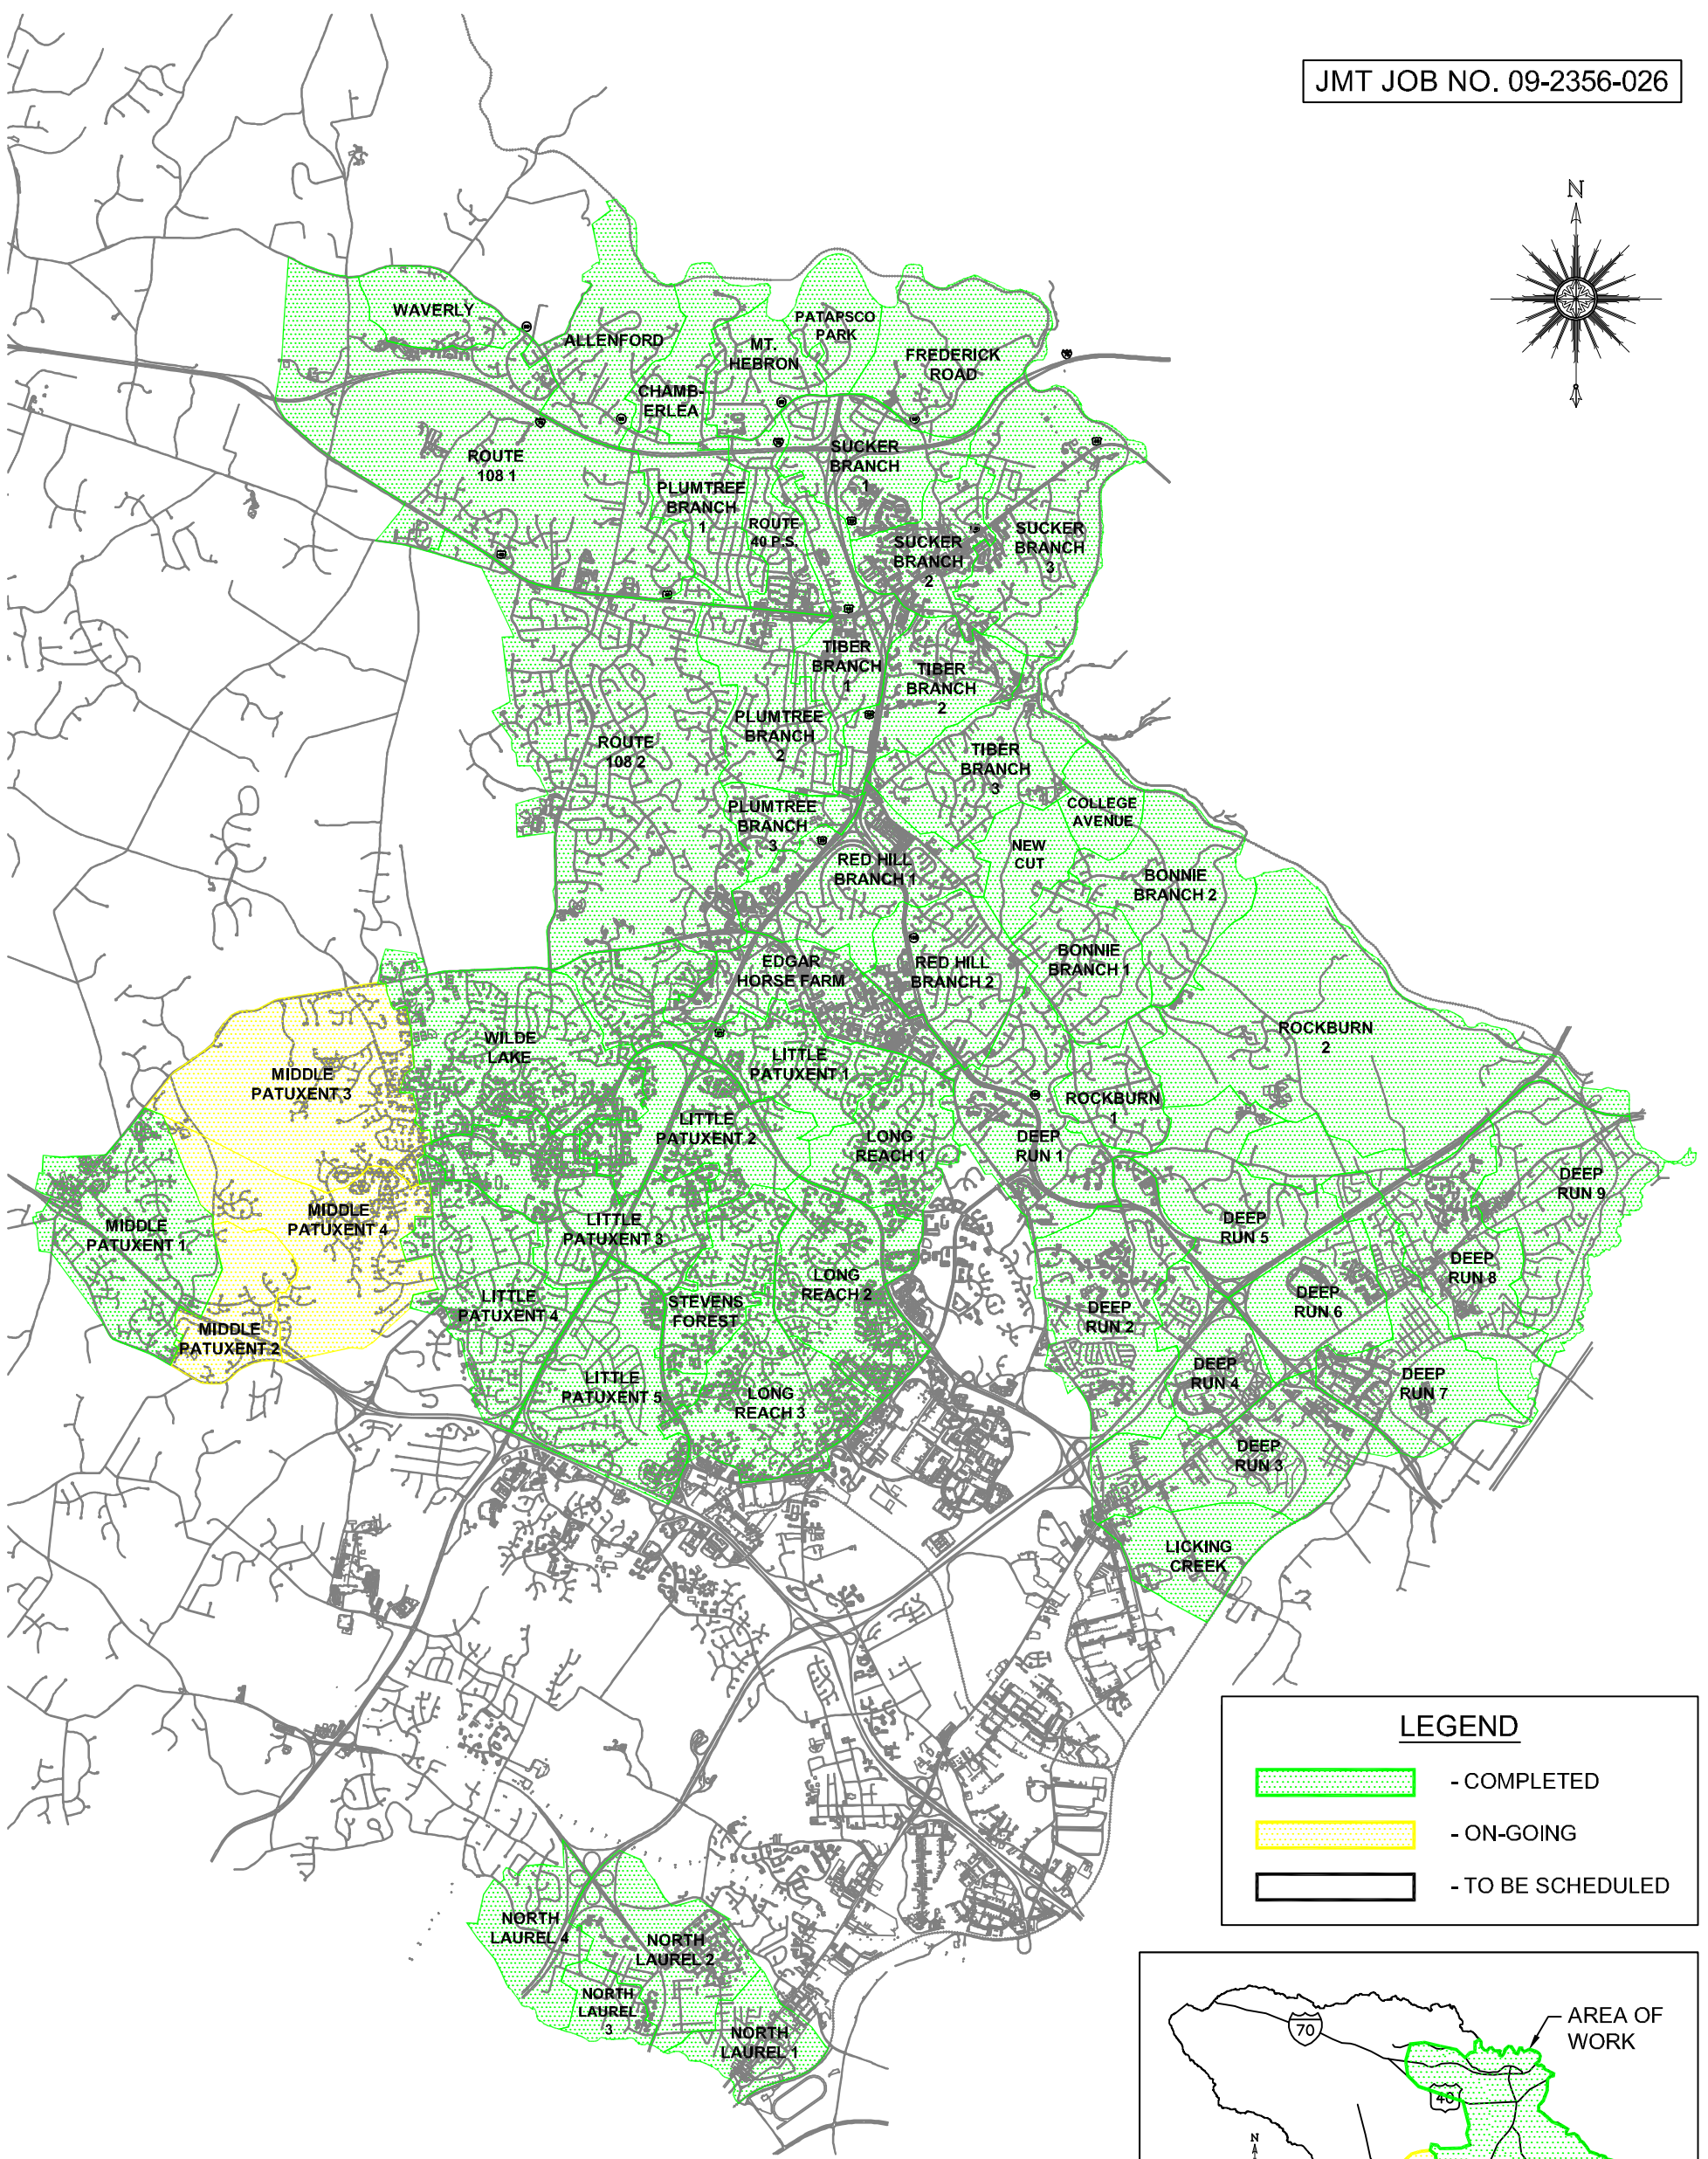 JMT JOB NO. 09-2356-026
N
WAVERLY
ALLENFORD
CHAMB-
ERLEA
MT.
HEBRON
PATAPSCO
PARK
FREDERICK
ROAD
ROUTE
108 1
PLUMTREE
BRANCH
1
ROUTE
40 P.S.
SUCKER
BRANCH
1
SUCKER
BRANCH
2
SUCKER
BRANCH
3
TIBER
BRANCH
1
TIBER
BRANCH
2
PLUMTREE
BRANCH
2
ROUTE
108 2
TIBER
BRANCH
3
PLUMTREE
BRANCH
3
COLLEGE
AVENUE
NEW
CUT
RED HILL
BRANCH 1
BONNIE
BRANCH 2
EDGAR
HORSE FARM
RED HILL
BRANCH 2
BONNIE
BRANCH 1
ROCKBURN
2
WILDE
LAKE
LITTLE
PATUXENT 1
MIDDLE
PATUXENT 3
ROCKBURN
1
LITTLE
PATUXENT 2
LONG
REACH 1
DEEP
RUN 1
DEEP
RUN 9
MIDDLE
PATUXENT 1
MIDDLE
PATUXENT 4
LITTLE
PATUXENT 3
DEEP
RUN 5
DEEP
RUN 8
LONG
REACH 2
LITTLE
PATUXENT 4
STEVENS
FOREST
DEEP
RUN 2
DEEP
RUN 6
MIDDLE
PATUXENT 2
LITTLE
PATUXENT 5
LONG
REACH 3
DEEP
RUN 4
DEEP
RUN 7
DEEP
RUN 3
LICKING
CREEK
LEGEND
- COMPLETED
- ON-GOING
- TO BE SCHEDULED
NORTH
LAUREL 4
NORTH
LAUREL 2
NORTH
LAUREL
3
NORTH
LAUREL 1
70
AREA OF
WORK
40
N